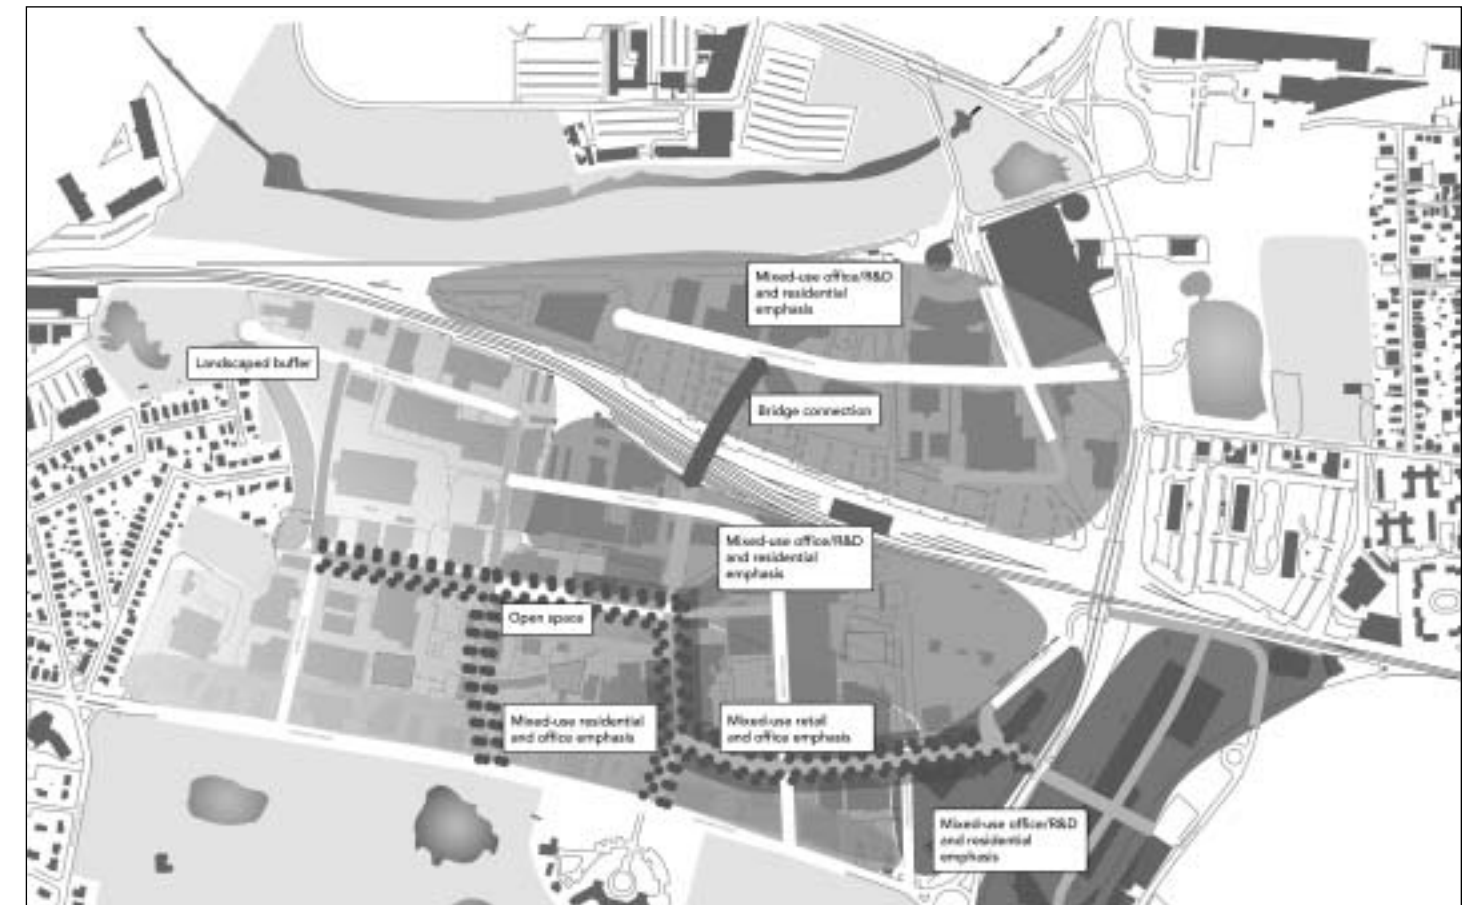 Mixed-use office/R&D
and residential
emphasis
Landscaped buffer
Bridge connection
Mixed-use office/R&D
and residential
emphasis
Open space
Mixed-use residential
and office emphasis
Mixed-use retail
and office emphasis
Mixed-use office/R&D
and residential
emphasis